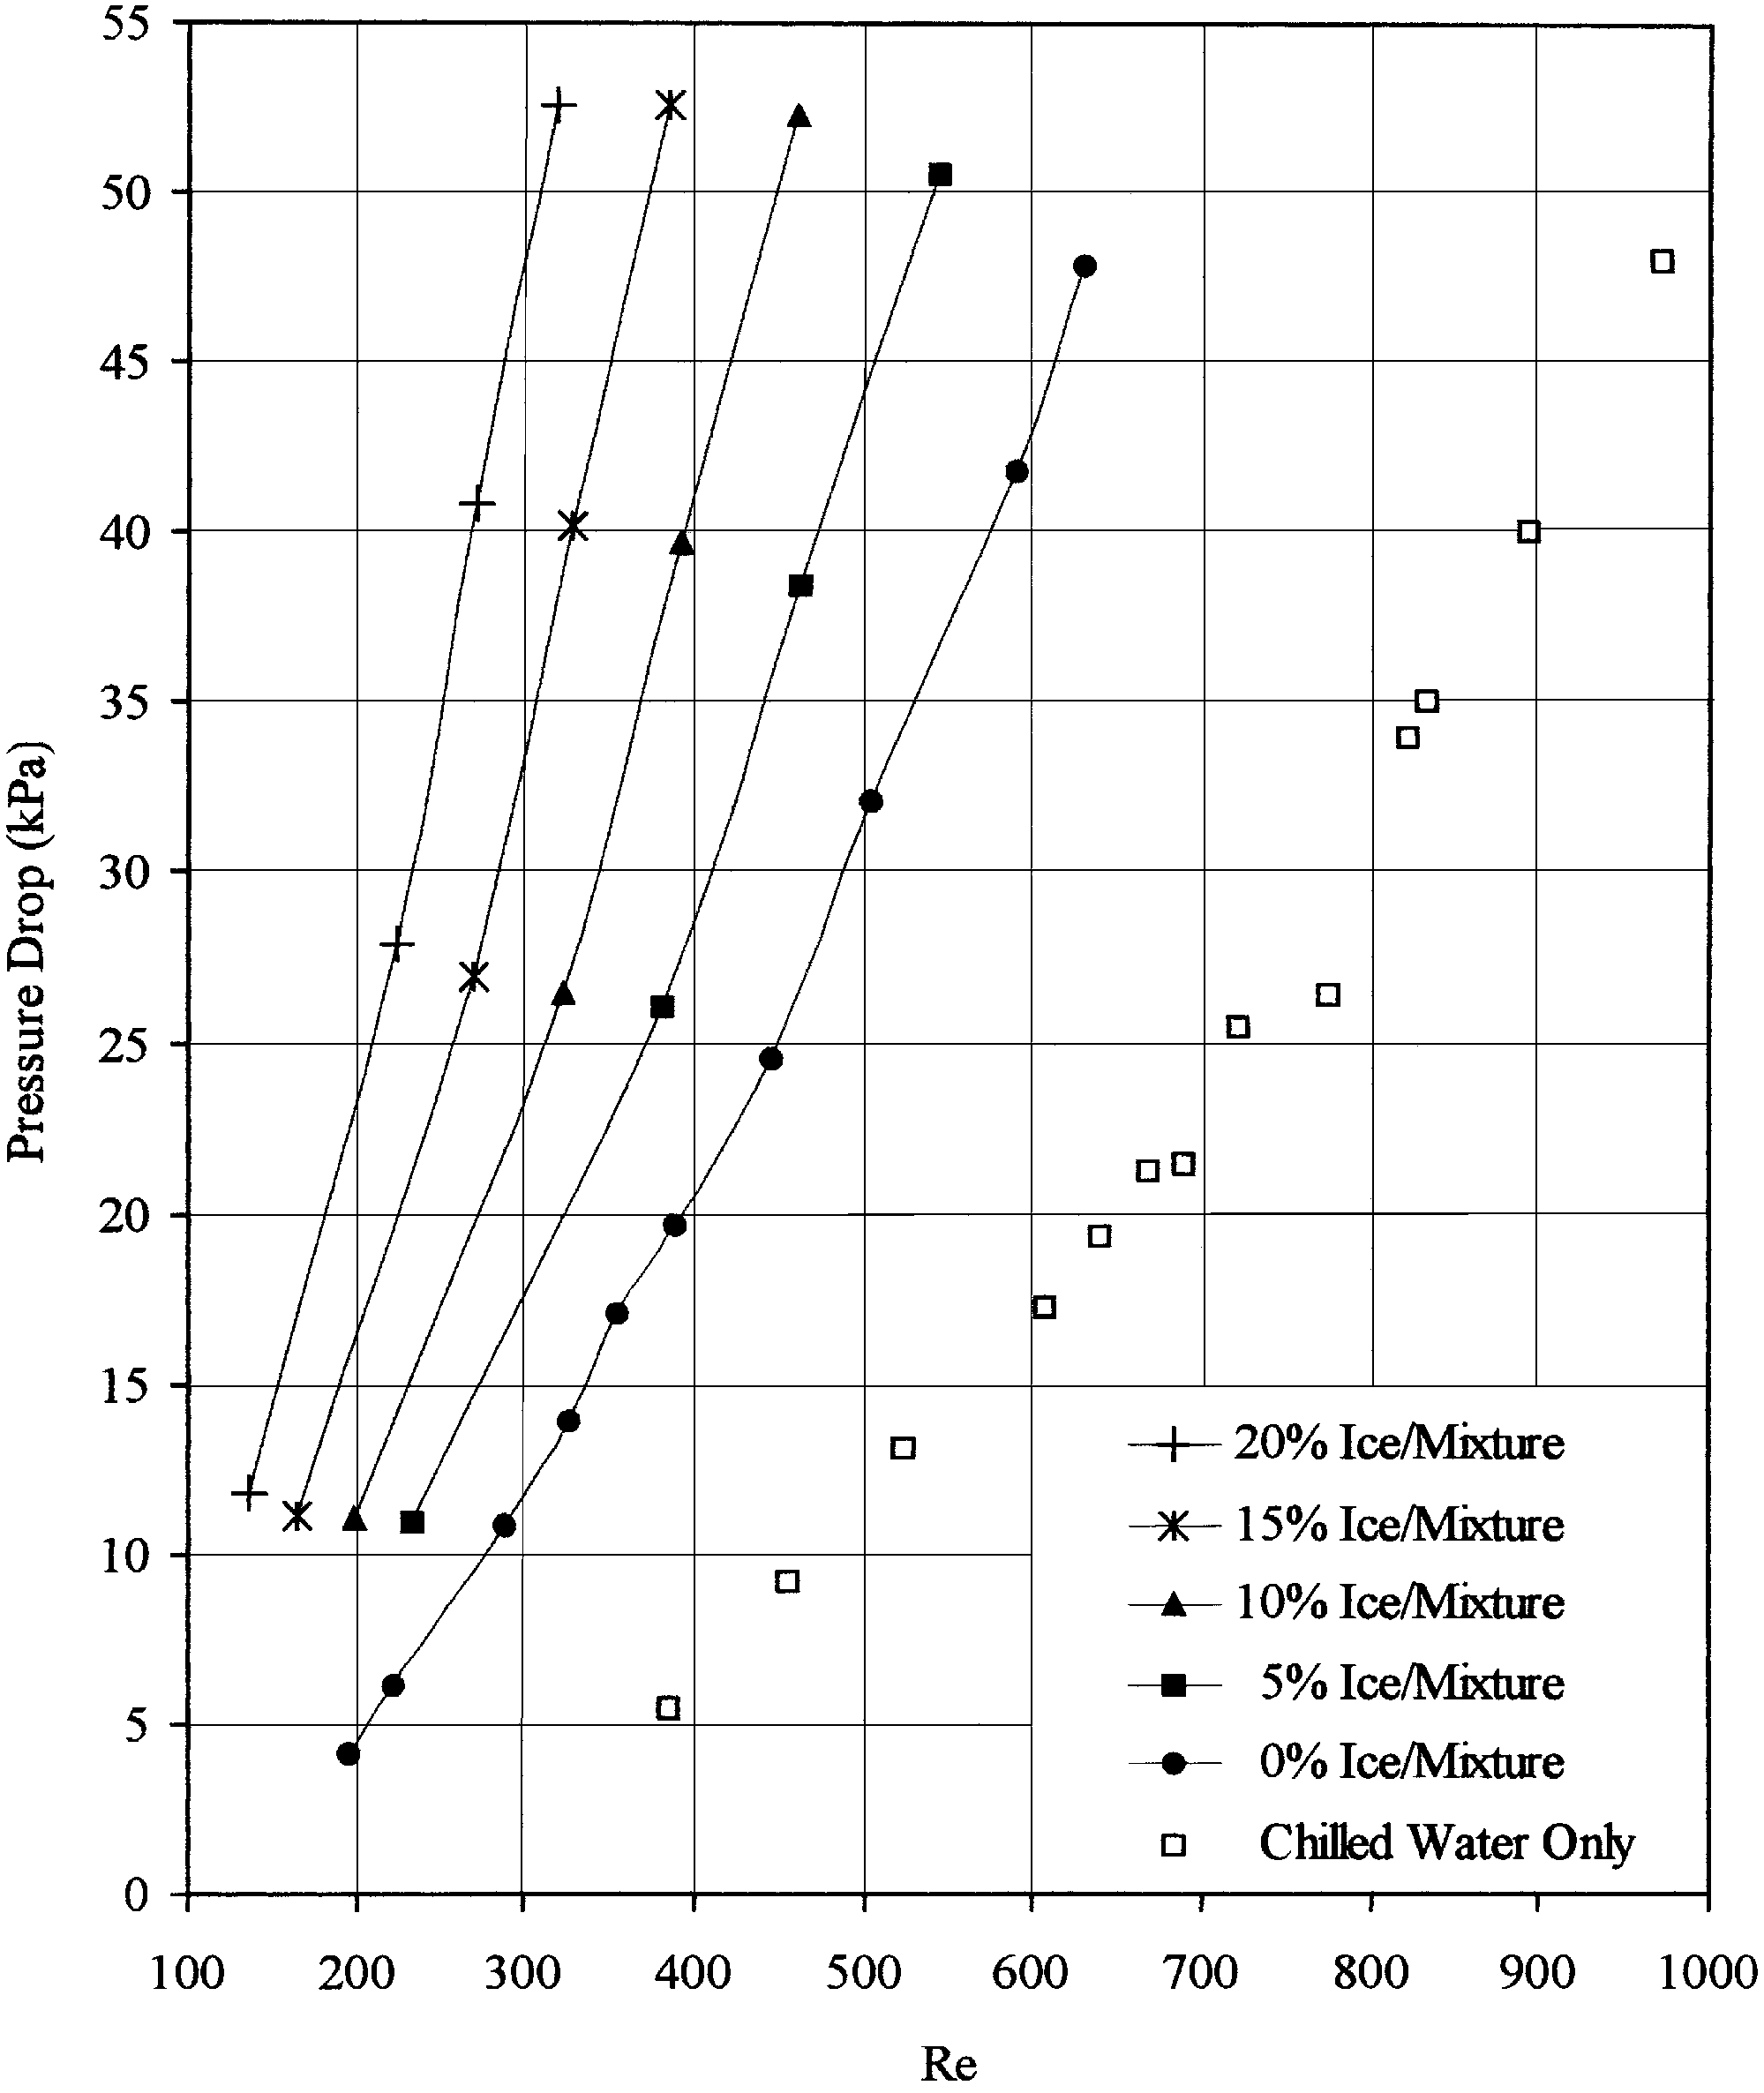 55
50
45
40
35
30
25
20
15
10
5
0
Pressure Drop (kPa)
100 200 300 400 500 600 700 800 900 1000
Re
20% Ice/Mixture
15% Ice/Mixture
10% Ice/Mixture
5% Ice/Mixture
0% Ice/Mixture
Chilled Water Only